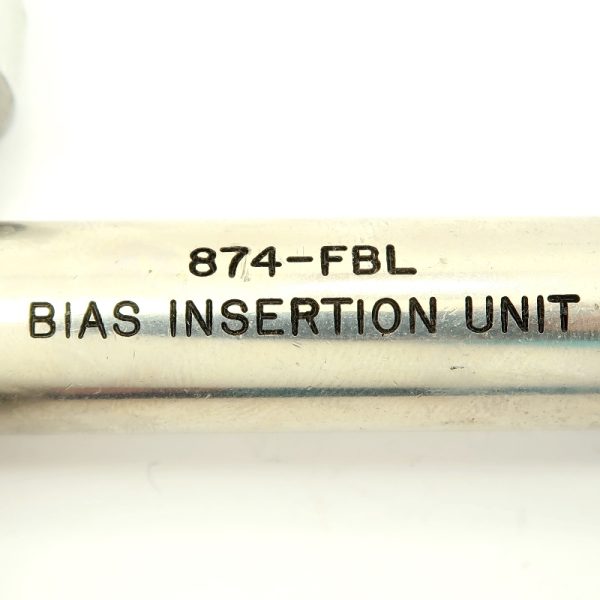 874-FBL
BIAS INSERTION UNIT